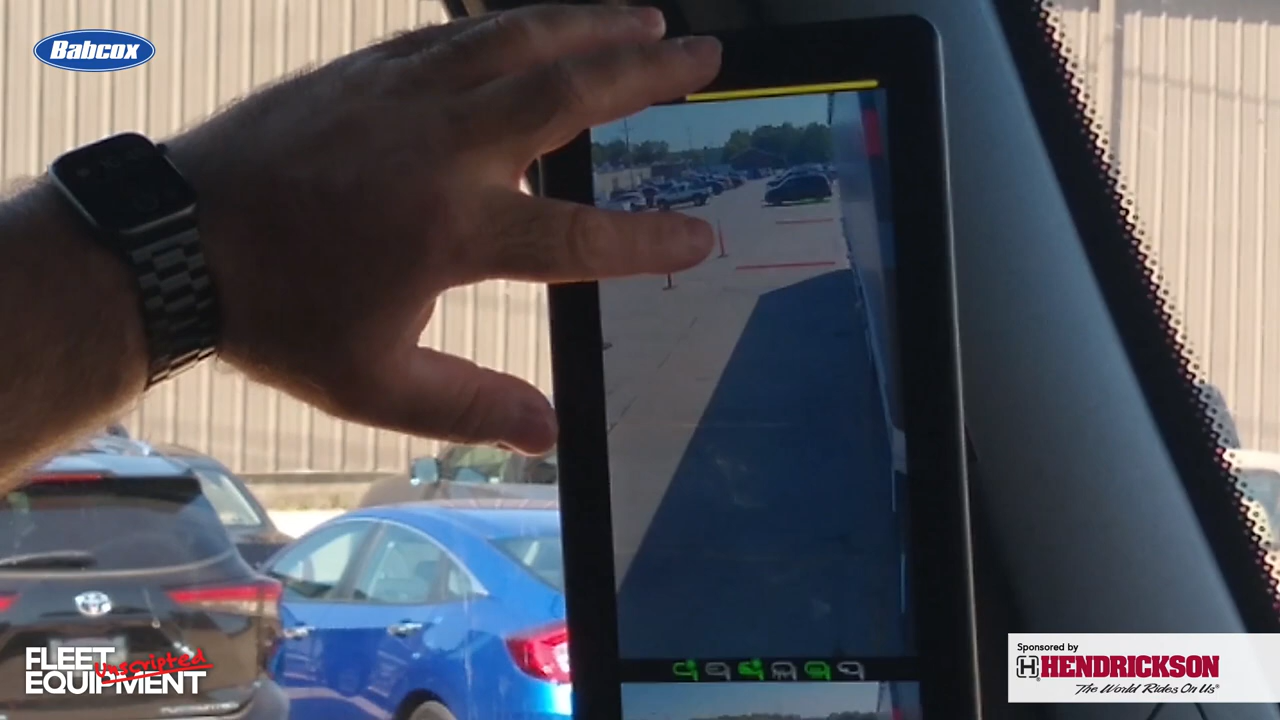 Babcox
FLEET
Unscripted
EQUIPMENT
Sponsored by
HENDRICKSON
The World Rides On Us®